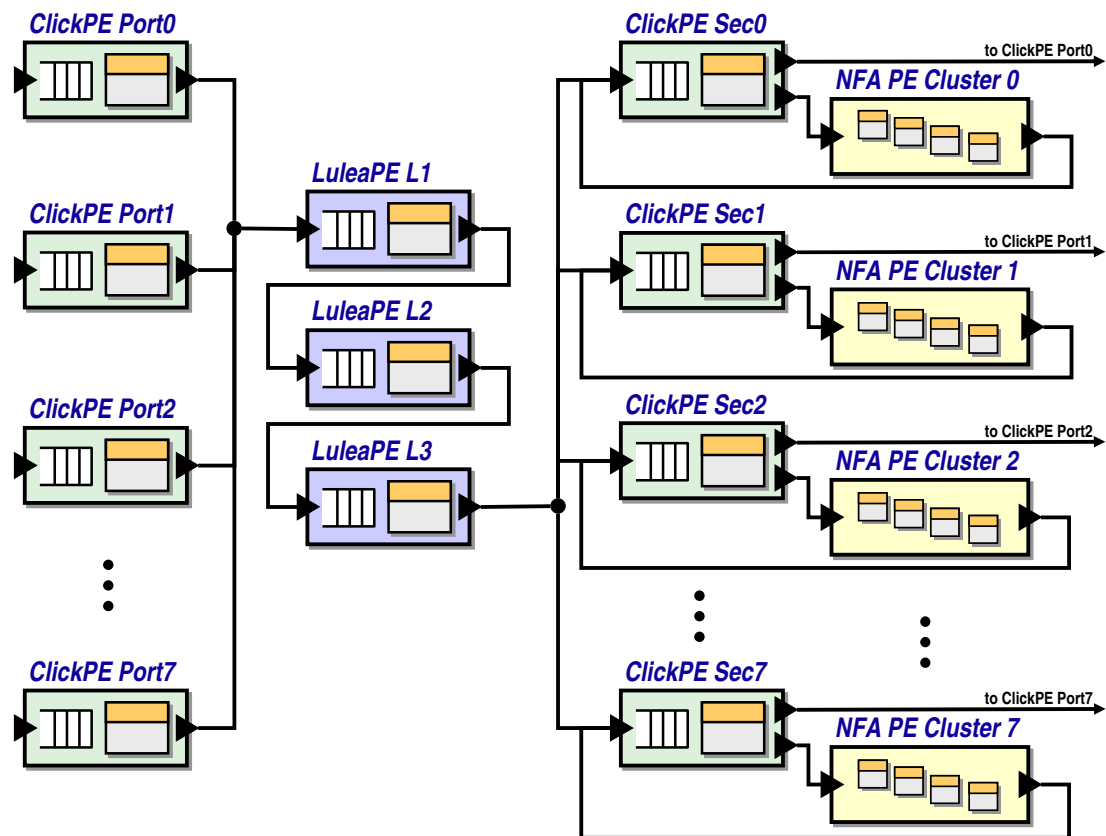 ClickPE Port0
ClickPE Port1
ClickPE Port2
ClickPE Port7
LuleaPE L1
LuleaPE L2
LuleaPE L3
ClickPE Sec0
to ClickPE Port0
NFA PE Cluster 0
ClickPE Sec1
to ClickPE Port1
NFA PE Cluster 1
ClickPE Sec2
to ClickPE Port2
NFA PE Cluster 2
ClickPE Sec7
to ClickPE Port7
NFA PE Cluster 7